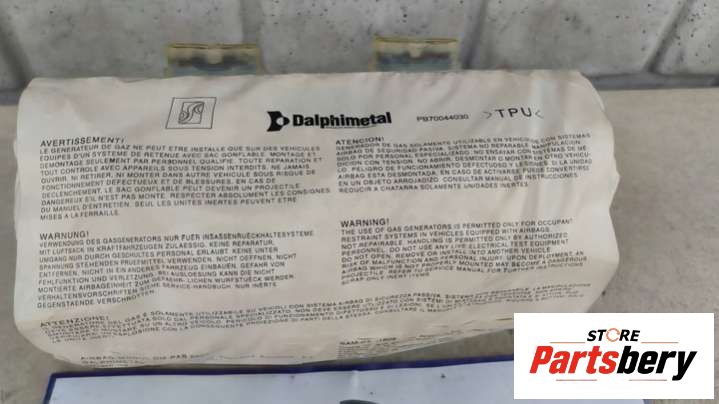 Dalphimetal
PB70044030
>TPU<
AVERTISSEMENT!
LE GENERATEUR DE GAZ NE PEUT ETRE INSTALLE QUE SUR DES VEHICULES
EQUIPES D'UN SYSTEME DE RETENUE AVEC SAC GONFLABLE. MONTAGE ET
DEMONTAGE SEULEMENT PAR PERSONNEL QUALIFIE. TOUTE REPARATION ET
TOUT CONTROLE AVEC APPAREILS SOUS TENSION INTERDITS. NE JAMAIS
OUVRIR. NI RETIRER, NI MONTER DANS AUTRE VEHICULE SOUS RISQUE DE
FONCTIONNEMENT DEFECTUEUX ET DE BLESSURES. EN CAS DE
DECLENCEMENT, LE SAC GONFLABLE PEUT DEVENIR UN PROJECTILE
DANGEREUX S'IL N'EST PAS MONTE. RESPECTER ABSOLUMENT LES CONSIGNES
DU MANUEL D'ENTRETIEN. SEUL LES UNITES INERTES PEUVENT ETRE
MISES A LA FERRAILLE.
ATENCION!
GENERADOR DE GAS SOLAMENTE UTILIZABLE EN VEHICULOS CON SISTEMAS
AIRBAG DE SEGURIDAD PASIVA. SISTEMA NO REPARABLE MANIPULACION
SOLO POR PERSONAL ESPECIALIZADO. NO USAR SISTEMAS DE ME-
DICION CON TENSION. NO ABRIR, DESMONTAR O MONTAR EN OTRO VEHICU-
LO. PELIGRO DE FUNCIONAMIENTO DEFECTUOSO Y LESIONES. SI LA UNIDAD
AIRBAG ESTA DESMONTADA, EN CASO DE ACTIVARSE PUEDE CONVERTIRSE
EN UN OBJETO ARROJADIZO. CONSULTAR MANUAL DE INSTRUCCIONES
REDUCIR A CHATARRA SOLAMENTE UNIDADES INERTES.
WARNUNG!
VERWENDUNG DES GASGENERATORS NUR FUER INSASSENRUECKHALTESYSTEME
MIT LUFTSACK IN KRAFTFAHRZEUGEN ZULAESSIG. KEINE REPARATUR,
UMGANG NUR DURCH GESCHULTES PERSONAL ERLAUBT. KEINE UNTER
SPANNUNG STEHENDEN PRUEFMITTEL VERWENDEN. NICHT OEFFNEN, NICHT
ENTFERNEN, NICHT IN EIN ANDERES FAHRZEUG EINBAUEN. GEFAHR VON
FEHLFUNKTION UND VERLETZUNG. BEI AUSLOESUNG KANN DIE NICHT
MONTIERTE AIRBAGEINHEIT ZUM GEFAEHRLICHEN WURFSTUECK WERDEN
VERHALTENSVORSCHRIFTEN SIEHE SERVICE-HANDBUCH. NUR INERTE
GEGENSTAENDE VERSCHROTTEN.
WARNING!
THE USE OF GAS GENERATORS IS PERMITTED ONLY FOR OCCUPANT
RESTRAINT SYSTEMS IN VEHICLES EQUIPPED WITH AIRBAGS.
NOT REPAIRABLE. HANDLING IS PERMITTED ONLY BY AUTHORIZED
PERSONNEL. DO NOT USE ANY LIVE ELECTRICAL TEST EQUIPMENT
DO NOT OPEN, REMOVE OR INSTALL INTO ANOTHER VEHICLE
RISK OF MALFUNCTION AND PERSONAL INJURY. UPON DEPLOYMENT, AN
AIRBAG WHICH IS NOT MOUNTED MAY BECOME A DANGEROUS
PROJECTILE. REFER TO SERVICE MANUAL FOR FURTHER INSTRUCTIONS
SCRAP ONLY INERT ITEMS
ATTENZIONE!
STORE
Partsbery